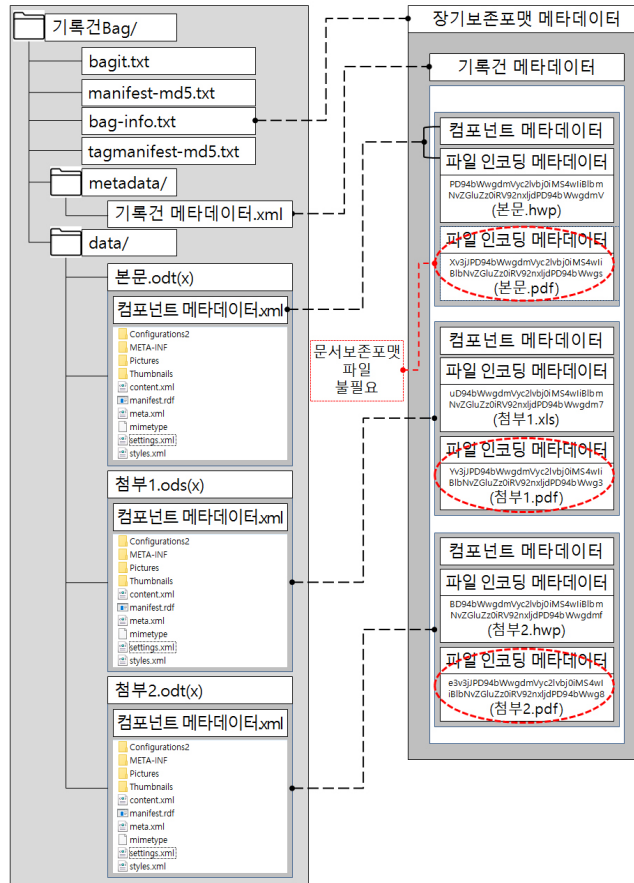 기록건Bag/
bagit.txt
manifest-md5.txt
bag-info.txt
tagmanifest-md5.txt
metadata/
기록건 메타데이터.xml
data/
본문.odt(x)
컴포넌트 메타데이터.xml
Configurations2
META-INF
Pictures
Thumbnails
content.xml
manifest.rdf
meta.xml
mimetype
settings.xml
styles.xml
첨부1.ods(x)
컴포넌트 메타데이터.xml
Configurations2
META-INF
Pictures
Thumbnails
content.xml
manifest.rdf
meta.xml
mimetype
settings.xml
styles.xml
첨부2.odt(x)
컴포넌트 메타데이터.xml
Configurations2
META-INF
Pictures
Thumbnails
content.xml
manifest.rdf
meta.xml
mimetype
settings.xml
styles.xml
문서보존포맷
파일
불필요
장기보존포맷 메타데이터
기록건 메타데이터
컴포넌트 메타데이터
파일 인코딩 메타데이터
PD94bWwgdmVyc2lvbj0iMS4wIiBlbm
NvZGluZz0iRV92nxljdPD94bWwgdmV
(본문.hwp)
파일 인코딩 메타데이터
Xv3jJPD94bWwgdmVyc2lvbj0iMS4wIi
BlbNvZGluZz0iRV92nxljdPD94bWwgs
(본문.pdf)
컴포넌트 메타데이터
파일 인코딩 메타데이터
uD94bWwgdmVyc2lvbj0iMS4wIiBlbm
NvZGluZz0iRV92nxljdPD94bWwgdm7
(첨부1.xls)
파일 인코딩 메타데이터
Yv3jJPD94bWwgdmVyc2lvbj0iMS4wIi
BlbNvZGluZz0iRV92nxljdPD94bWwg3
(첨부1.pdf)
컴포넌트 메타데이터
파일 인코딩 메타데이터
BD94bWwgdmVyc2lvbj0iMS4wIiBlbm
NvZGluZz0iRV92nxljdPD94bWwgdmf
(첨부2.hwp)
파일 인코딩 메타데이터
e3v3jJPD94bWwgdmVyc2lvbj0iMS4wI
iBlbNvZGluZz0iRV92nxljdPD94bWwg8
(첨부2.pdf)